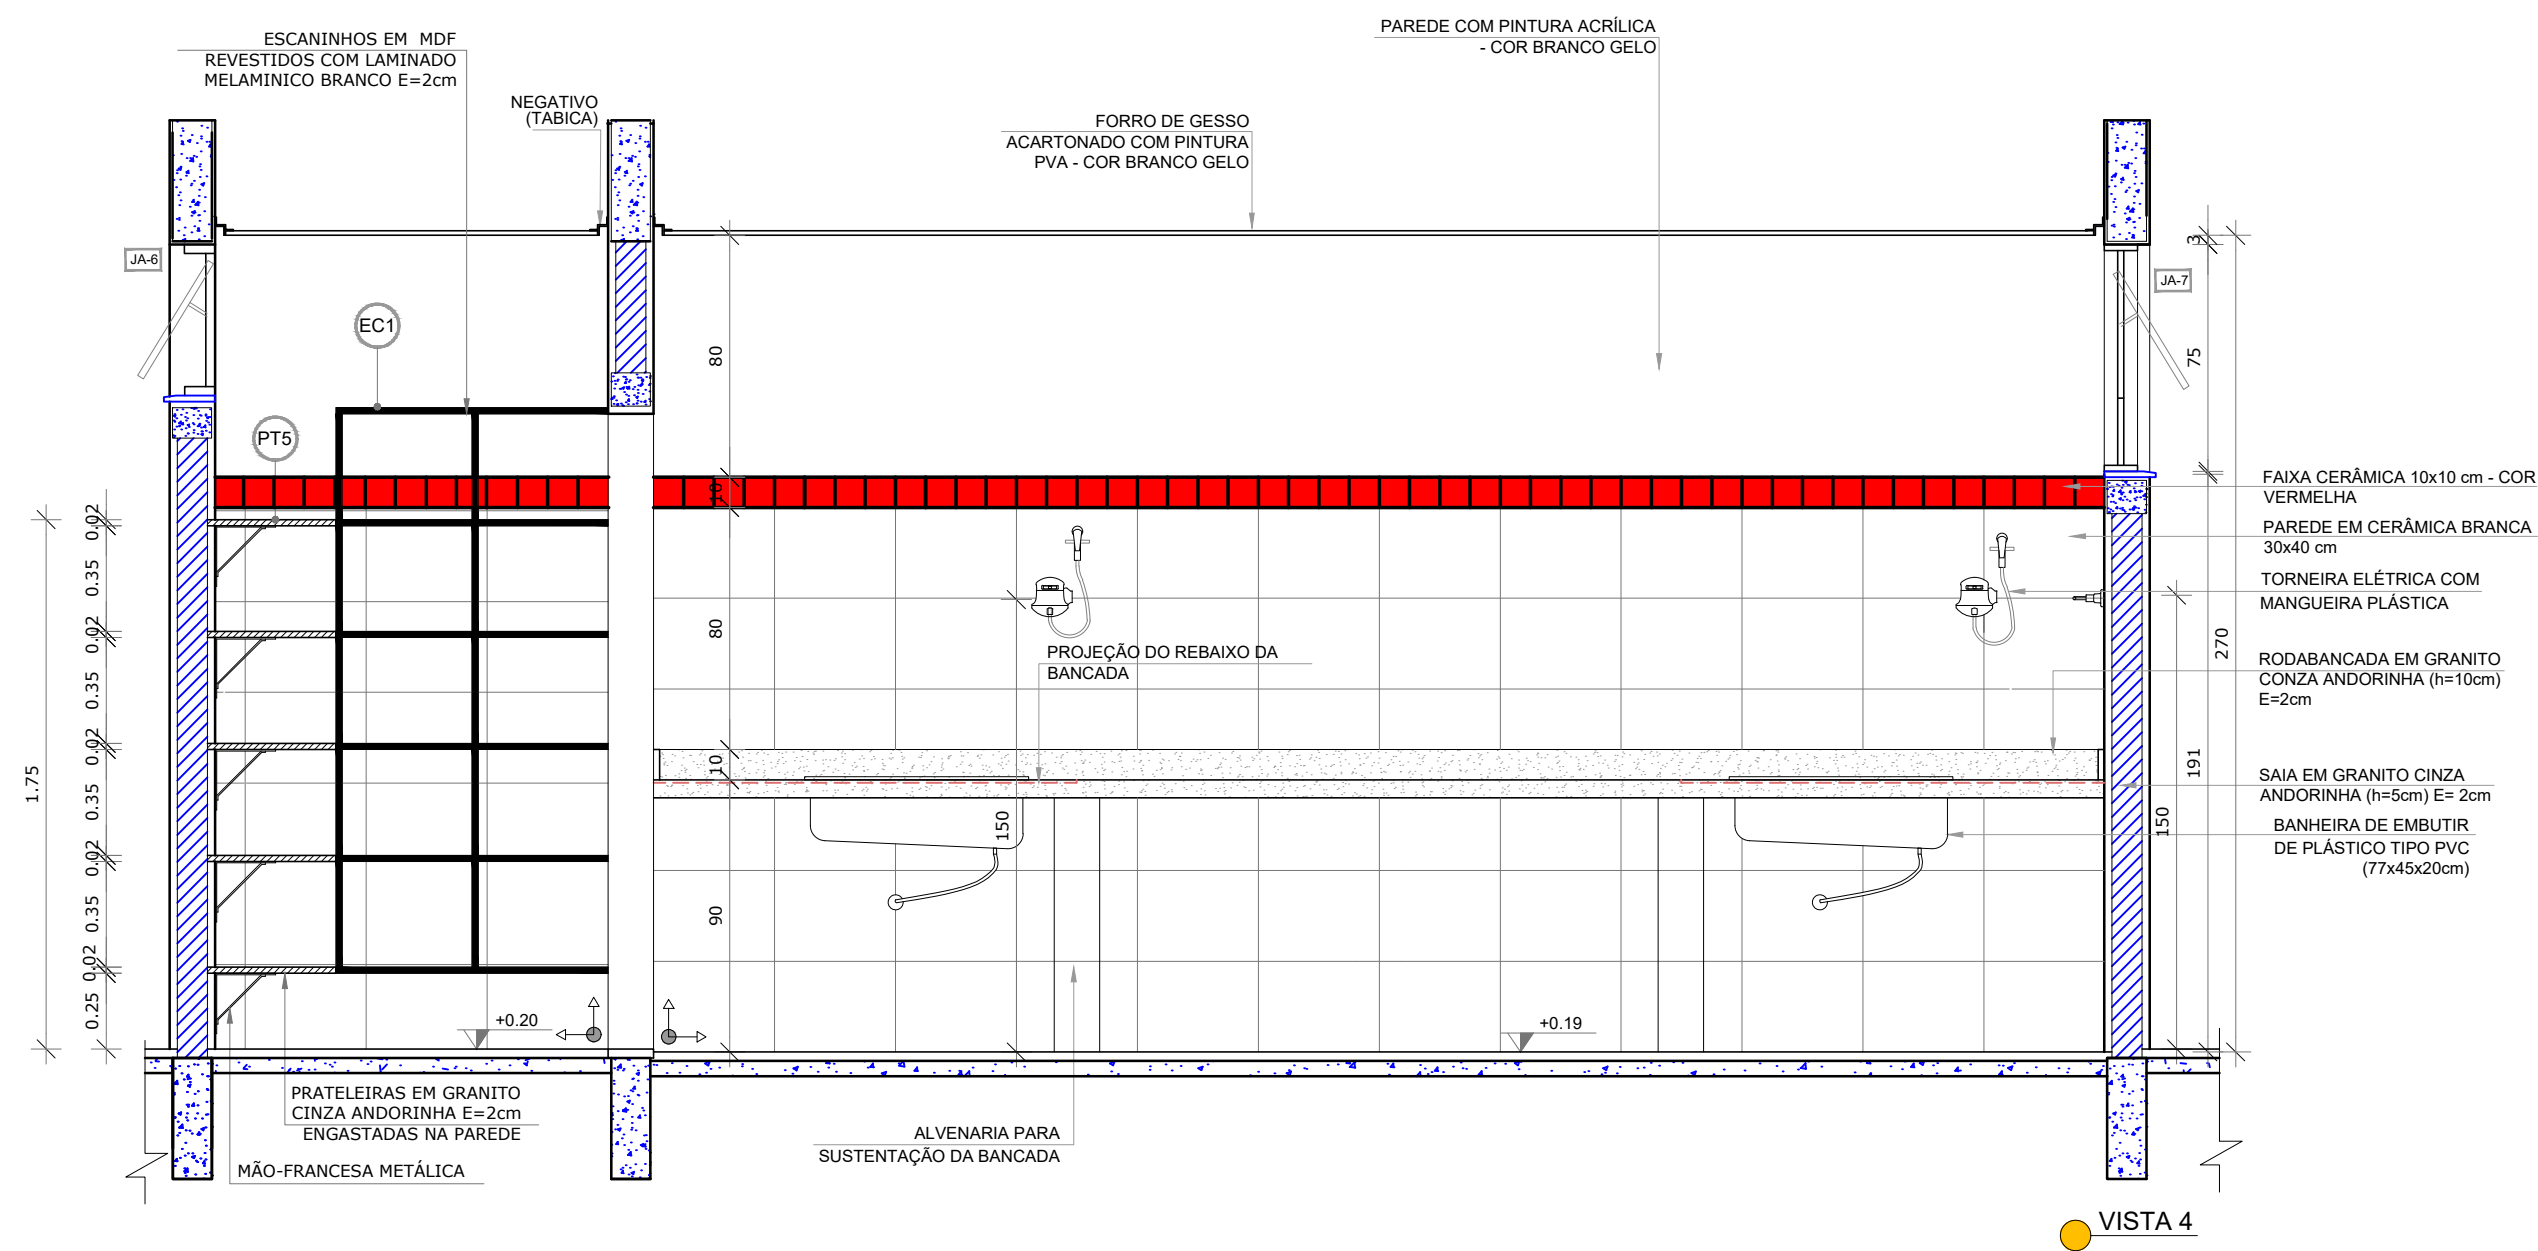 ESCANINHOS EM  MDF
REVESTIDOS COM LAMINADO
MELAMINICO BRANCO E=2cm
NEGATIVO
(TABICA)
FORRO DE GESSO
ACARTONADO COM PINTURA
PVA - COR BRANCO GELO
PAREDE COM PINTURA ACRÍLICA
- COR BRANCO GELO
JA-6
EC1
PT5
JA-7
3
75
270
191
150
80
10
80
10
90
150
1.75
0.02
0.35
0.02
0.35
0.02
0.35
0.02
0.35
0.02
0.25
FAIXA CERÂMICA 10x10 cm - COR
VERMELHA
PAREDE EM CERÂMICA BRANCA
30x40 cm
TORNEIRA ELÉTRICA COM
MANGUEIRA PLÁSTICA
PROJEÇÃO DO REBAIXO DA
BANCADA
RODABANCADA EM GRANITO
CONZA ANDORINHA (h=10cm)
E=2cm
SAIA EM GRANITO CINZA
ANDORINHA (h=5cm) E= 2cm
BANHEIRA DE EMBUTIR
DE PLÁSTICO TIPO PVC
(77x45x20cm)
+0.20
+0.19
PRATELEIRAS EM GRANITO
CINZA ANDORINHA E=2cm
ENGASTADAS NA PAREDE
MÃO-FRANCESA METÁLICA
ALVENARIA PARA
SUSTENTAÇÃO DA BANCADA
VISTA 4